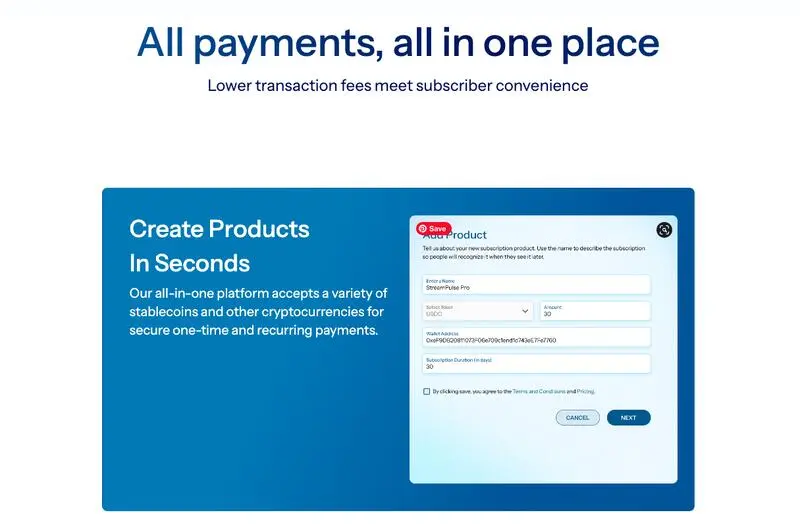 All payments, all in one place
Lower transaction fees meet subscriber convenience
Create Products
In Seconds
Our all-in-one platform accepts a variety of
stablecoins and other cryptocurrencies for
secure one-time and recurring payments.
Save
Add Product
Tell us about your new subscription product. Use the name to describe the subscription
so people will recognize it when they see it later.
Enter a Name
StreamPulse Pro
Select Token
USDC
Amount
30
Wallet Address
Subscription Duration (in days)
30
By clicking save, you agree to the Terms and Conditions and Pricing.
CANCEL
NEXT